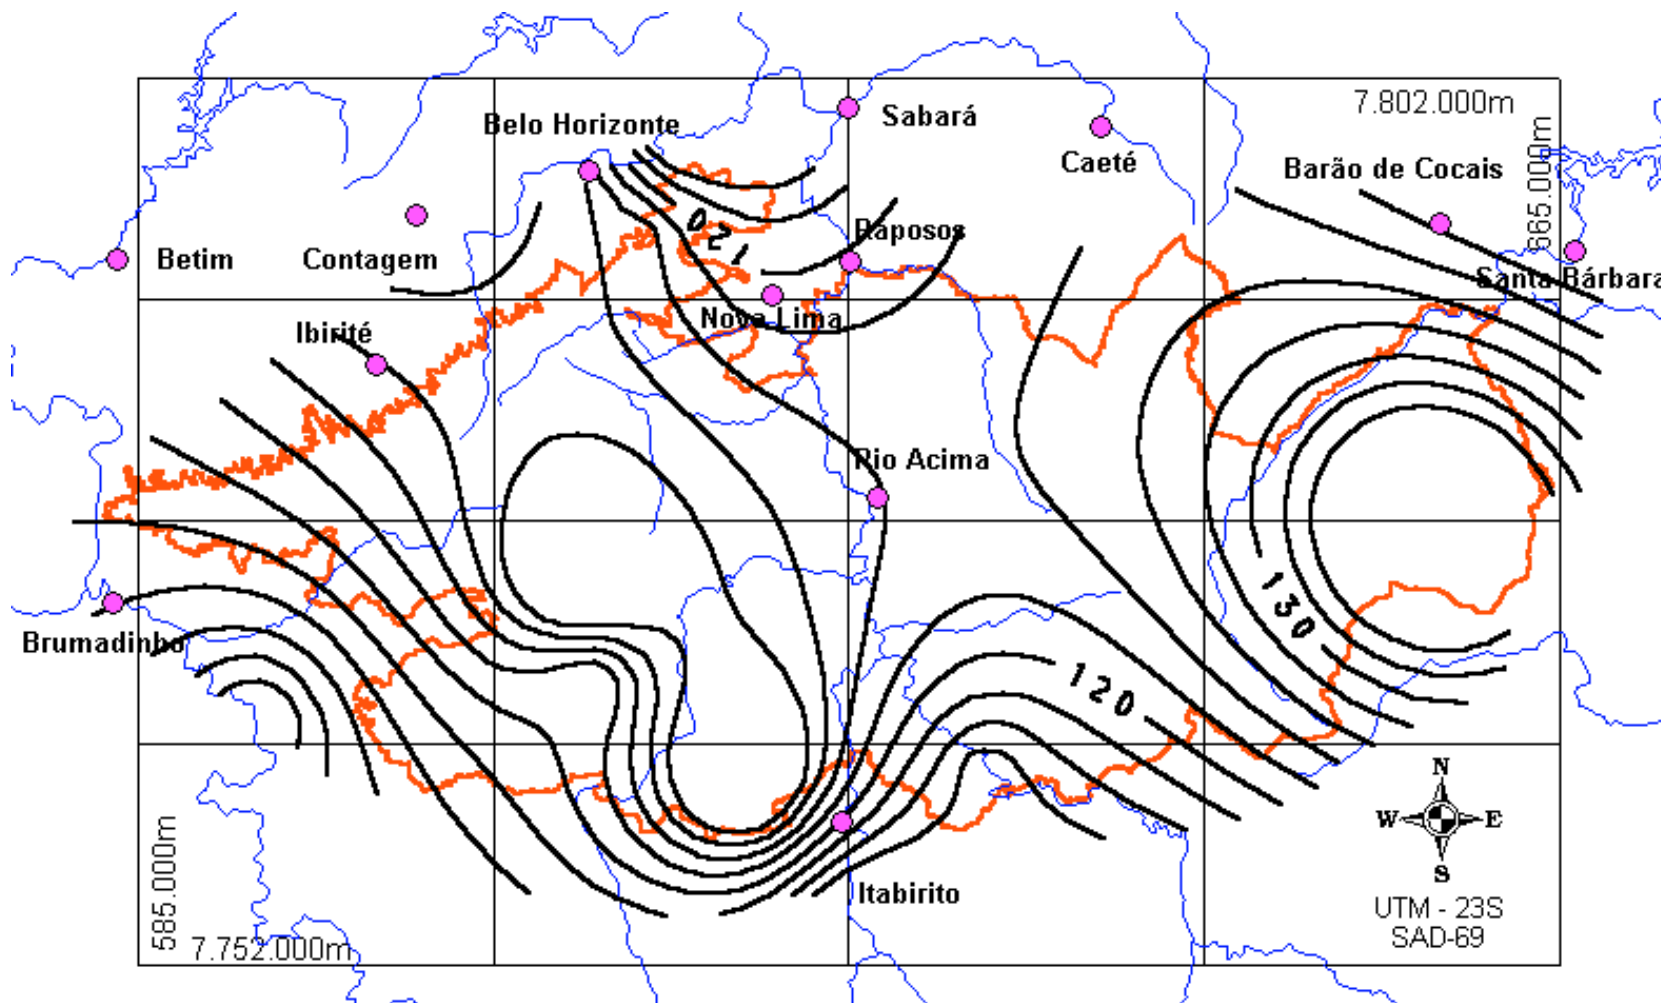 7.802.000m
Sabará
Belo Horizonte
Caeté
Barão de Cocais
665.000m
120
Raposos
Betim
Contagem
Santa Bárbara
Nova Lima
Ibirité
Rio Acima
130
Brumadinho
120
N
W E
S
585.000m
Itabirito
UTM - 23S
SAD-69
7.752.000m